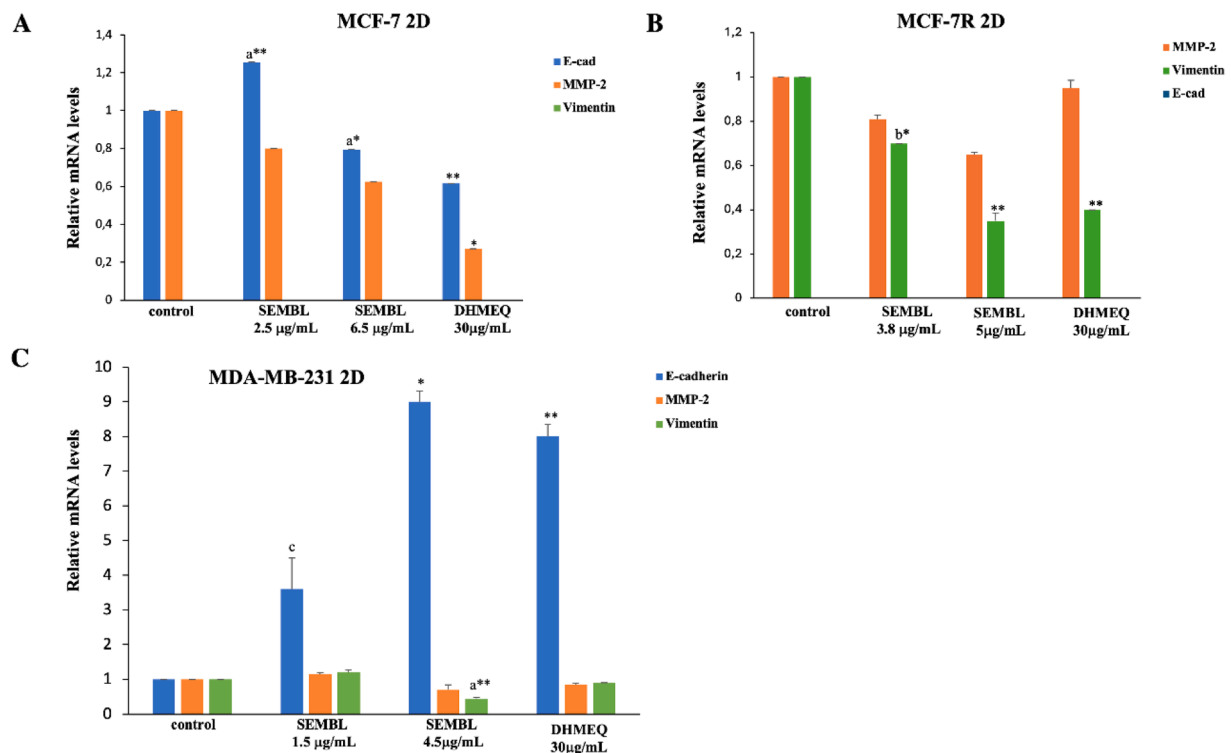 A
MCF-7 2D
Relative mRNA levels
1,4
1,2
1
0,8
0,6
0,4
0,2
0
a**
a*
**
*
control
SEMBL
2.5 µg/mL
SEMBL
6.5 µg/mL
DHMEQ
30µg/mL
E-cad
MMP-2
Vimentin
B
MCF-7R 2D
Relative mRNA levels
1,2
1
0,8
0,6
0,4
0,2
0
b*
**
**
control
SEMBL
3.8 µg/mL
SEMBL
5µg/mL
DHMEQ
30µg/mL
MMP-2
Vimentin
E-cad
C
MDA-MB-231 2D
Relative mRNA levels
10
9
8
7
6
5
4
3
2
1
0
c
*
a**
**
control
SEMBL
1.5 µg/mL
SEMBL
4.5µg/mL
DHMEQ
30µg/mL
E-cadherin
MMP-2
Vimentin